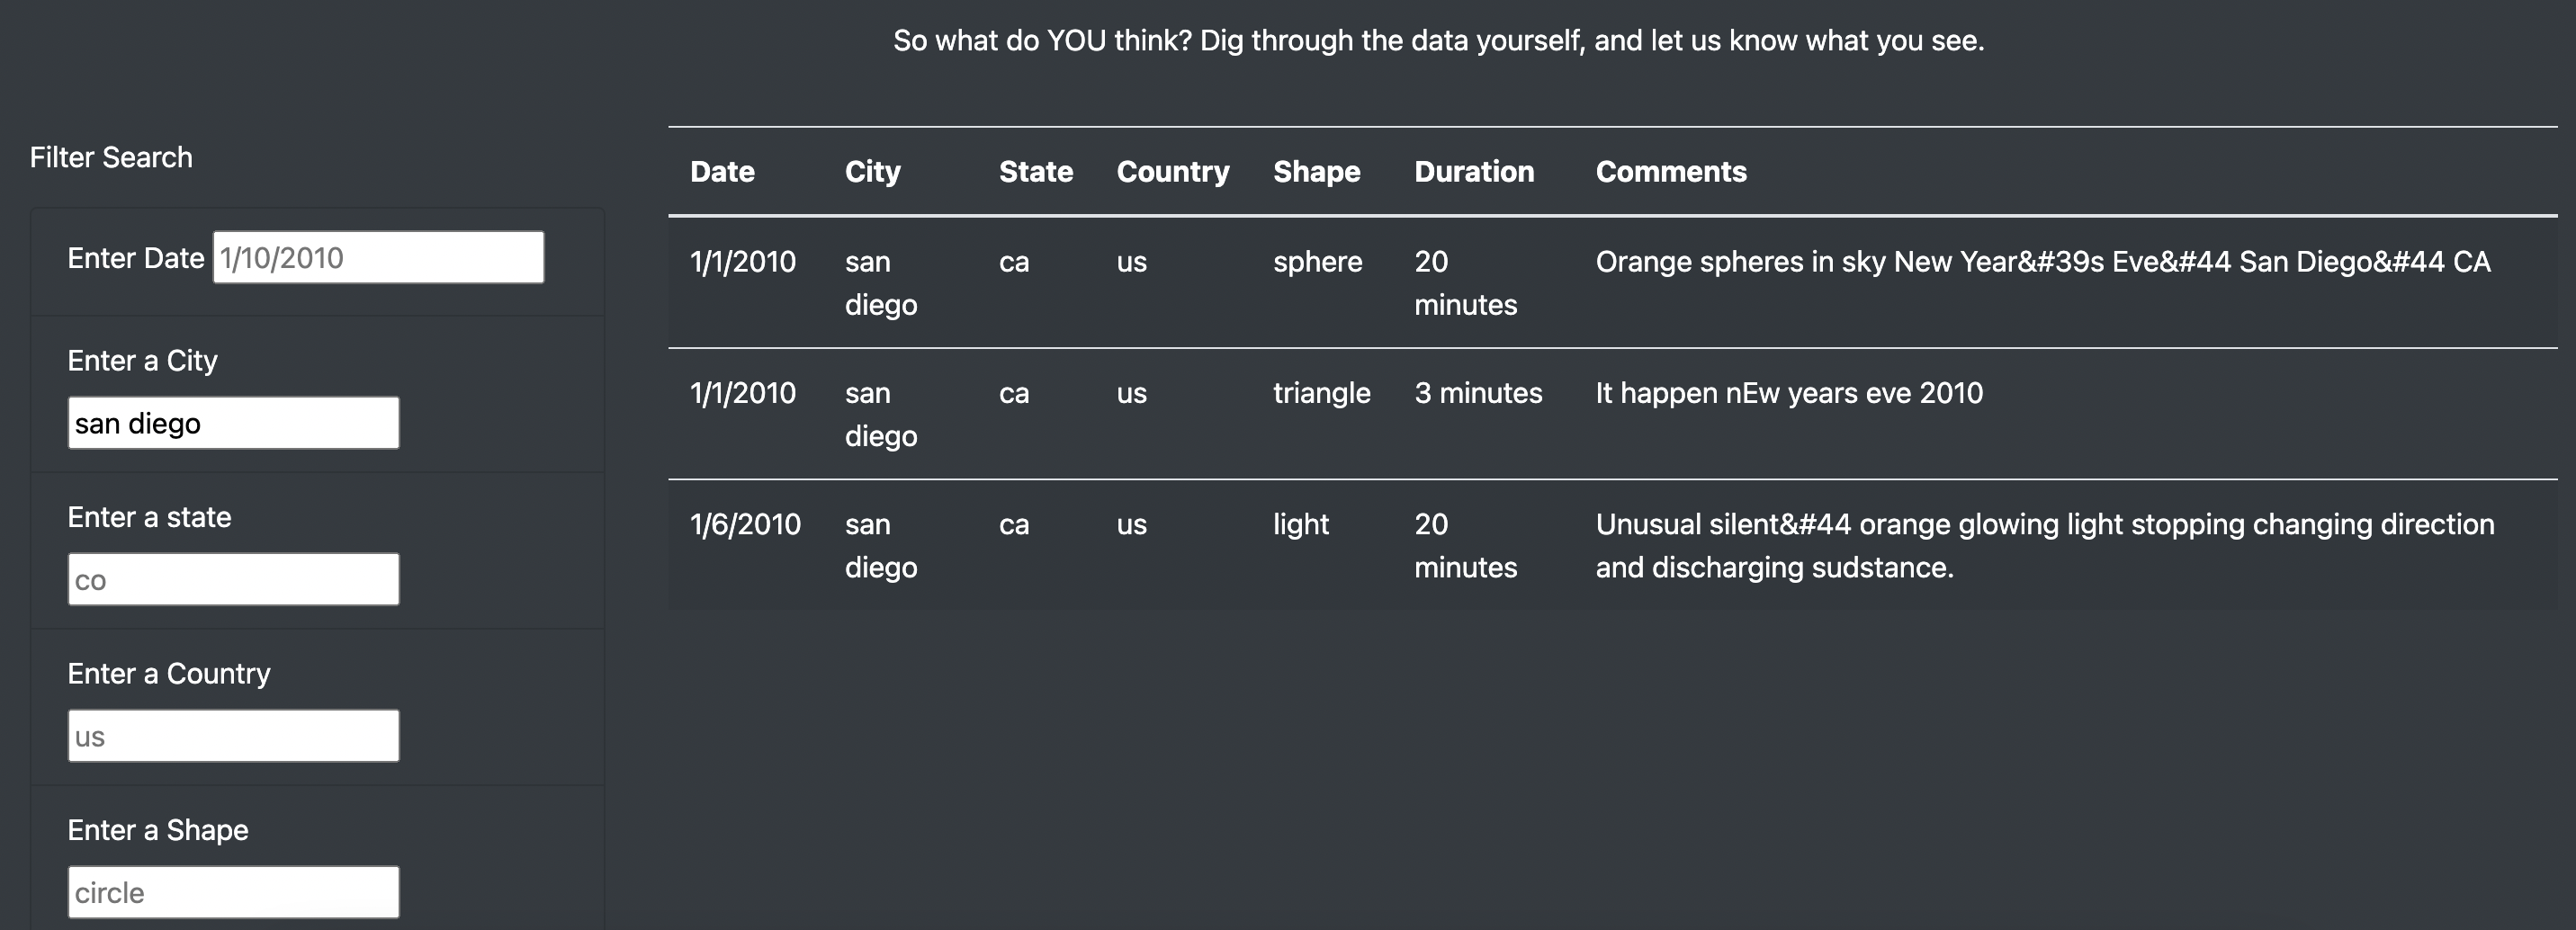 So what do YOU think? Dig through the data yourself, and let us know what you see.
Filter Search
Enter Date 1/10/2010
Enter a City
san diego
Enter a state
co
Enter a Country
us
Enter a Shape
circle
Date City State Country Shape Duration Comments
1/1/2010 san ca us sphere 20 Orange spheres in sky New Year&#39s Eve&#44 San Diego&#44 CA
diego minutes
1/1/2010 san ca us triangle 3 minutes It happen nEw years eve 2010
diego
1/6/2010 san ca us light 20 Unusual silent&#44 orange glowing light stopping changing direction
diego minutes and discharging sudstance.